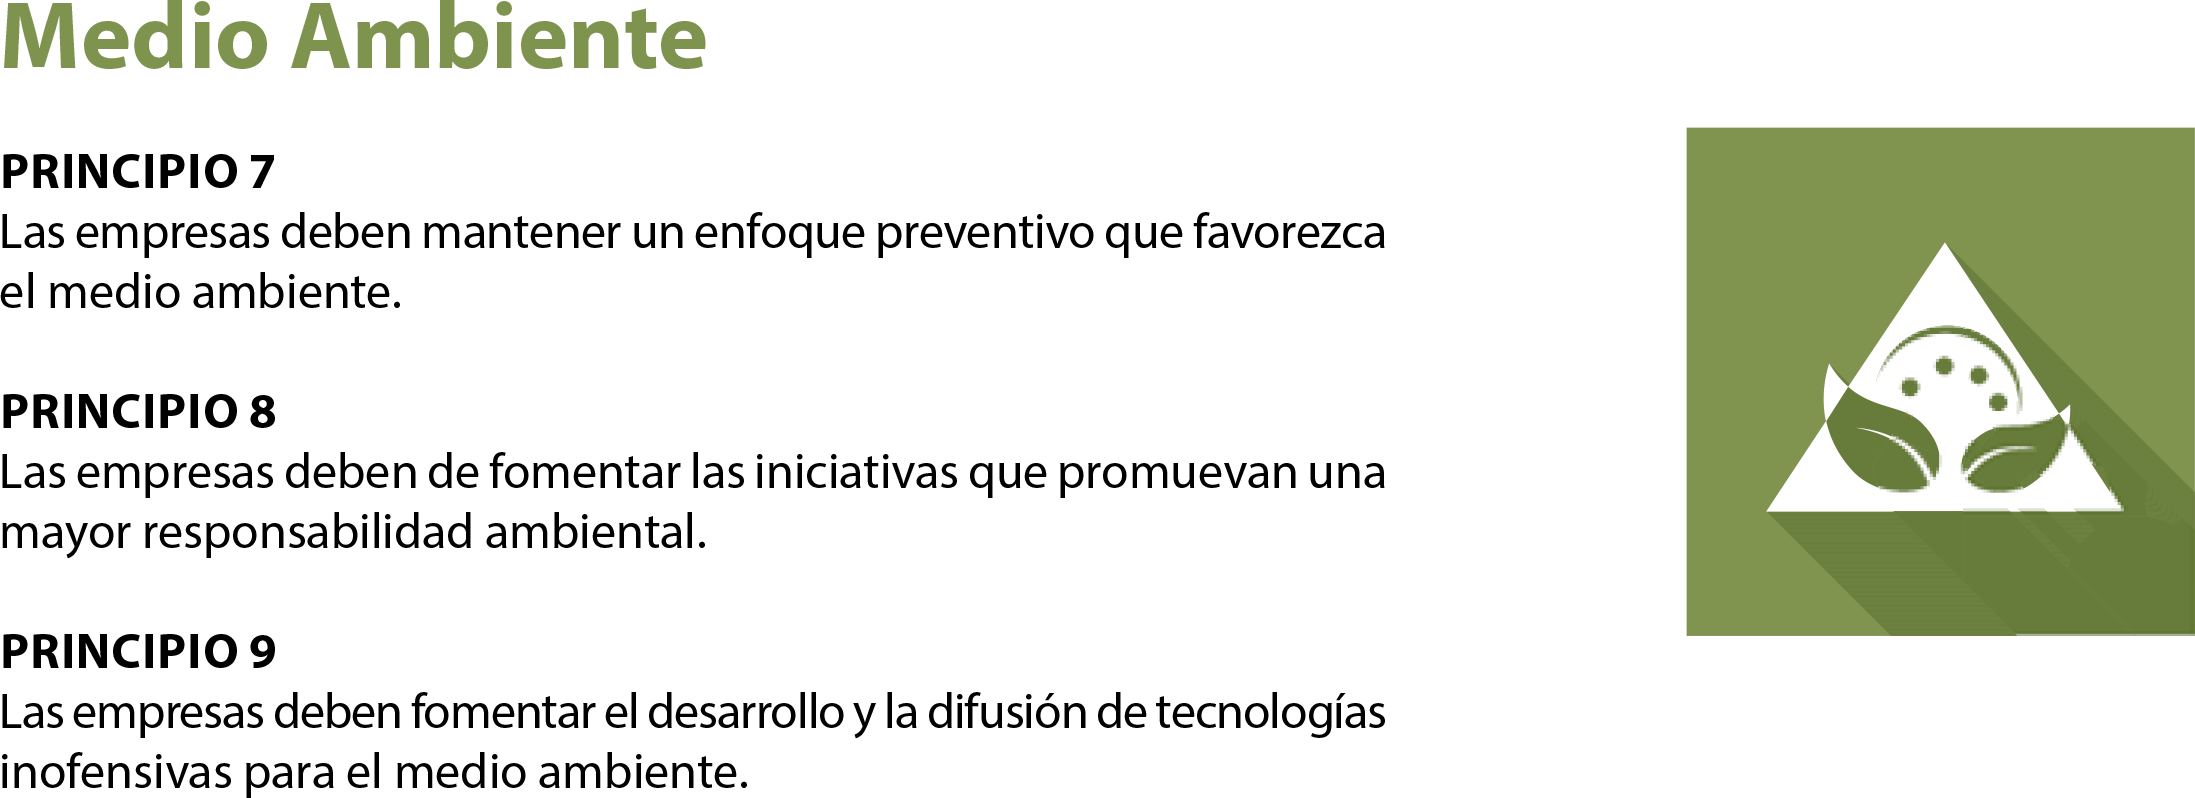 Medio Ambiente
PRINCIPIO 7
Las empresas deben mantener un enfoque preventivo que favorezca
el medio ambiente.
PRINCIPIO 8
Las empresas deben de fomentar las iniciativas que promuevan una
mayor responsabilidad ambiental.
PRINCIPIO 9
Las empresas deben fomentar el desarrollo y la difusión de tecnologías
inofensivas para el medio ambiente.